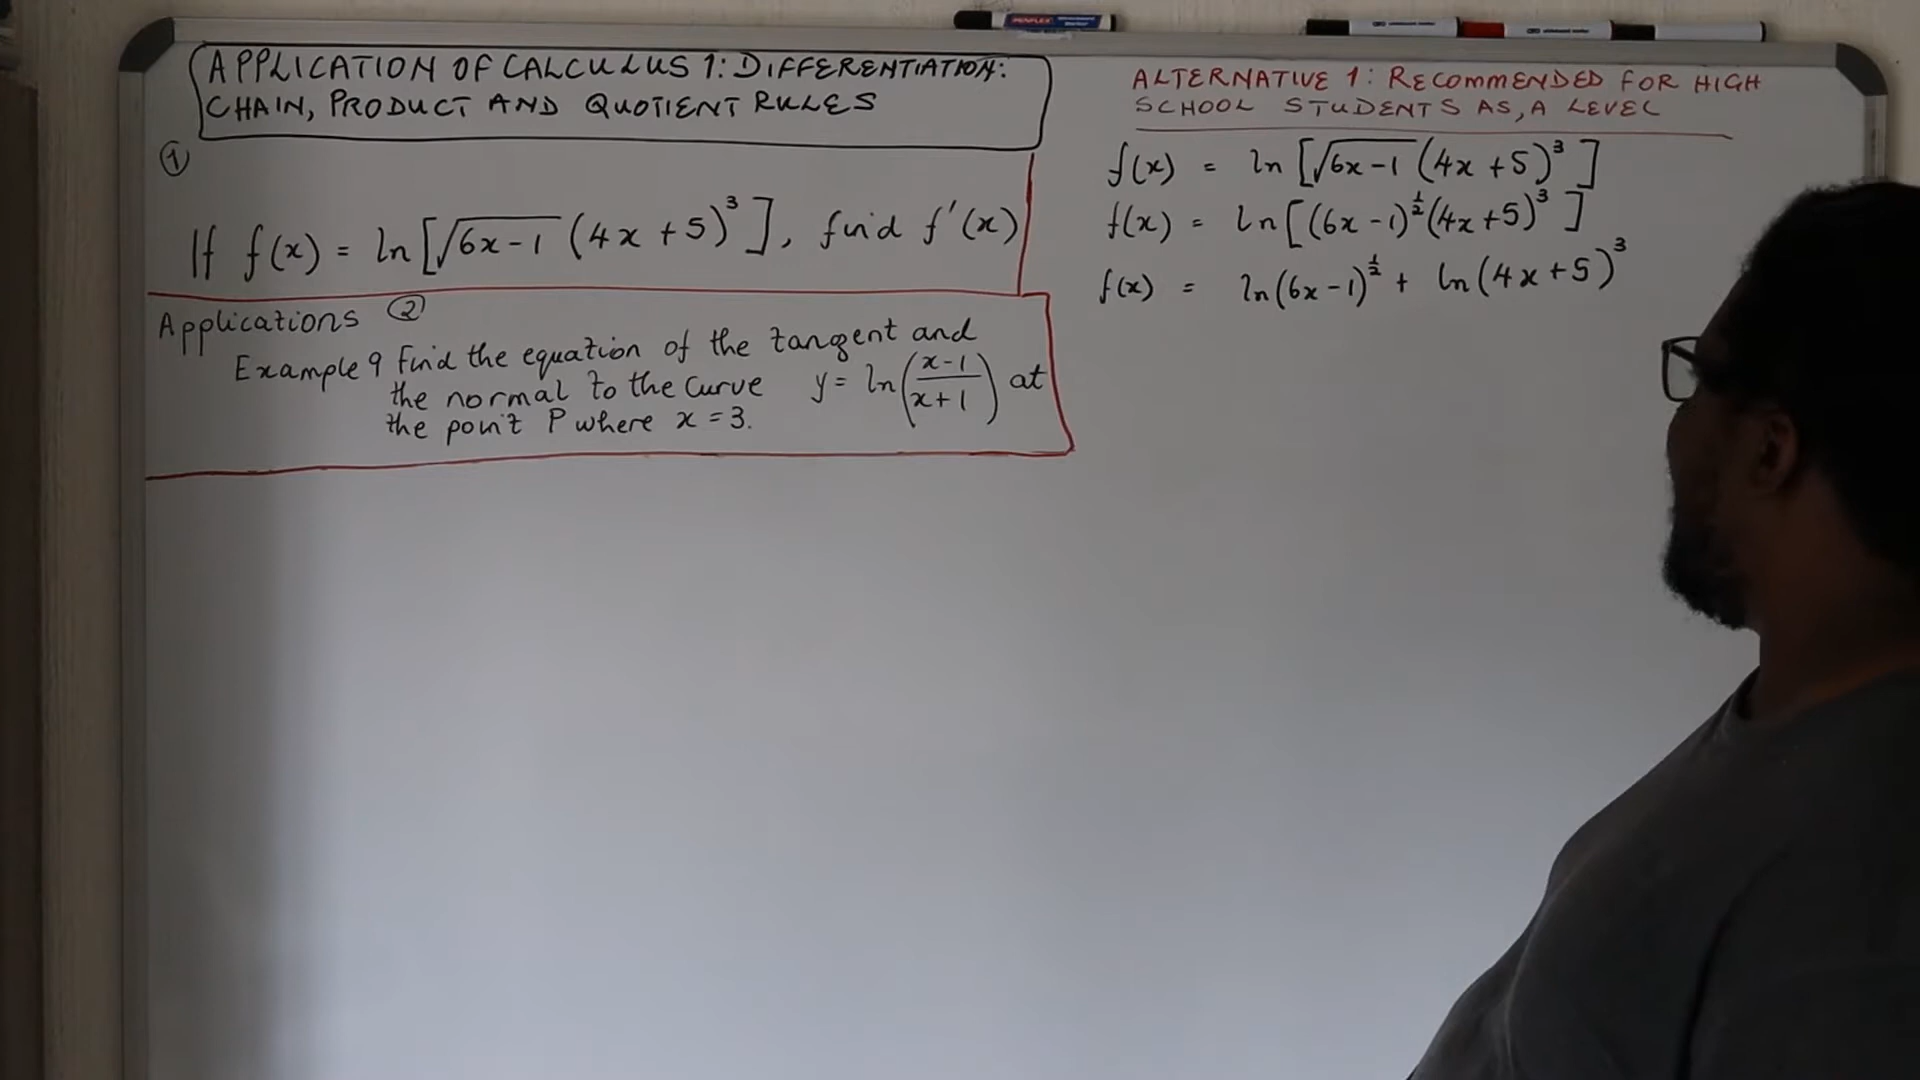 APPLICATION OF CALCULUS 1: DIFFERENTIATION:
CHAIN, PRODUCT AND QUOTIENT RULES
①
If f(x) = ln[√(6x-1) (4x+5)³], find f'(x)
Applications ②
Example 9 Find the equation of the tangent and
the normal to the curve y = ln((x-1)/(x+1)) at
the point P where x = 3.
ALTERNATIVE 1: RECOMMENDED FOR HIGH
SCHOOL STUDENTS AS, A LEVEL
f(x) = ln[√(6x-1) (4x+5)³]
f(x) = ln[(6x-1)^½ (4x+5)³]
f(x) = ln(6x-1)^½ + ln(4x+5)³
PENFLEX